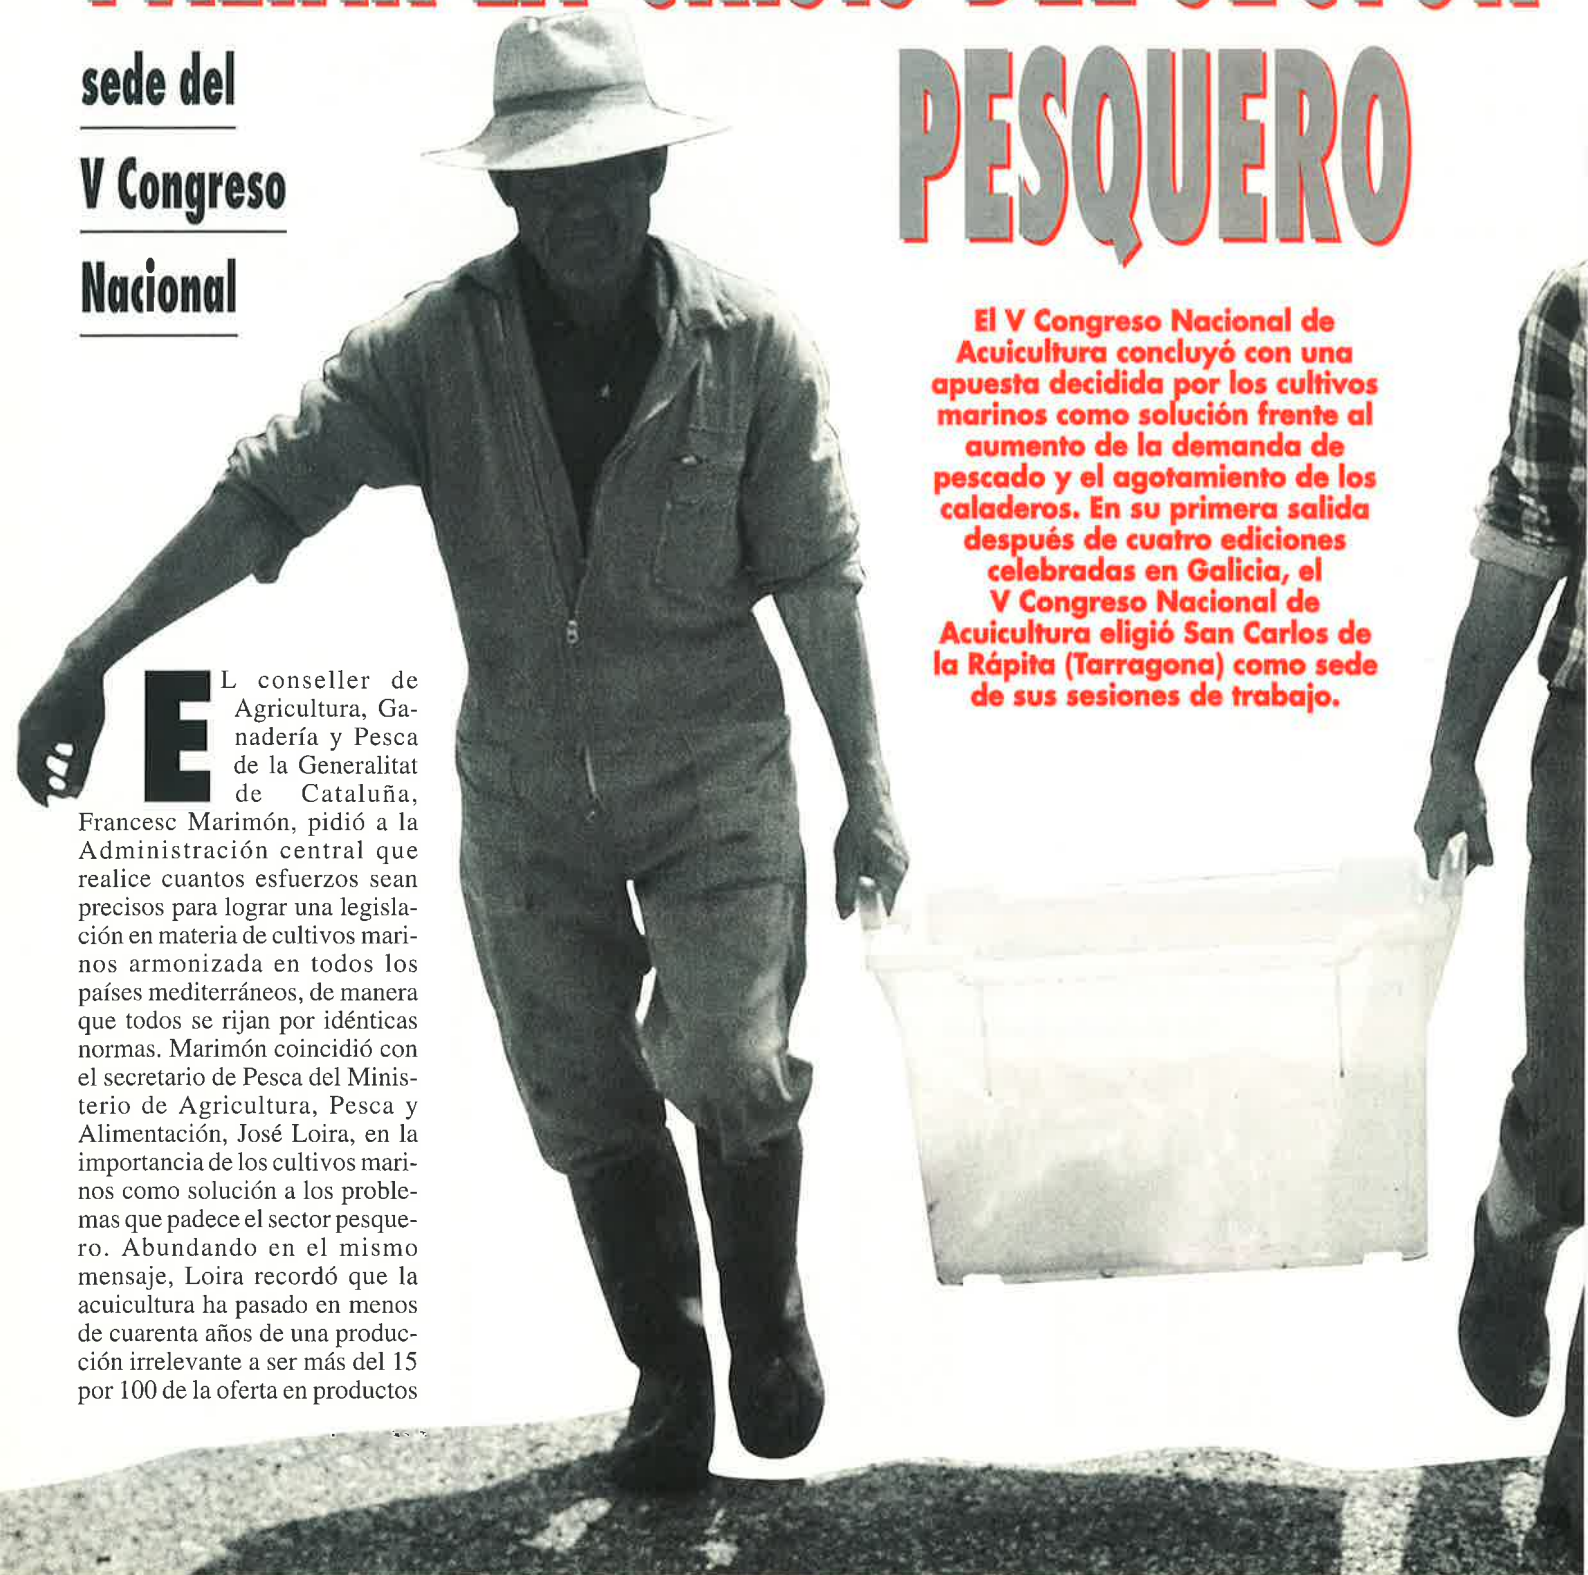 sede del
V Congreso
Nacional
PESQUERO
El V Congreso Nacional de
Acuicultura concluyó con una
apuesta decidida por los cultivos
marinos como solución frente al
aumento de la demanda de
pescado y el agotamiento de los
caladeros. En su primera salida
después de cuatro ediciones
celebradas en Galicia, el
V Congreso Nacional de
Acuicultura eligió San Carlos de
la Rápita (Tarragona) como sede
de sus sesiones de trabajo.
EL conseller de
Agricultura, Ga-
nadería y Pesca
de la Generalitat
de Cataluña,
Francesc Marimón, pidió a la
Administración central que
realice cuantos esfuerzos sean
precisos para lograr una legisla-
ción en materia de cultivos mari-
nos armonizada en todos los
países mediterráneos, de manera
que todos se rijan por idénticas
normas. Marimón coincidió con
el secretario de Pesca del Minis-
terio de Agricultura, Pesca y
Alimentación, José Loira, en la
importancia de los cultivos mari-
nos como solución a los proble-
mas que padece el sector pesque-
ro. Abundando en el mismo
mensaje, Loira recordó que la
acuicultura ha pasado en menos
de cuarenta años de una produc-
ción irrelevante a ser más del 15
por 100 de la oferta en productos